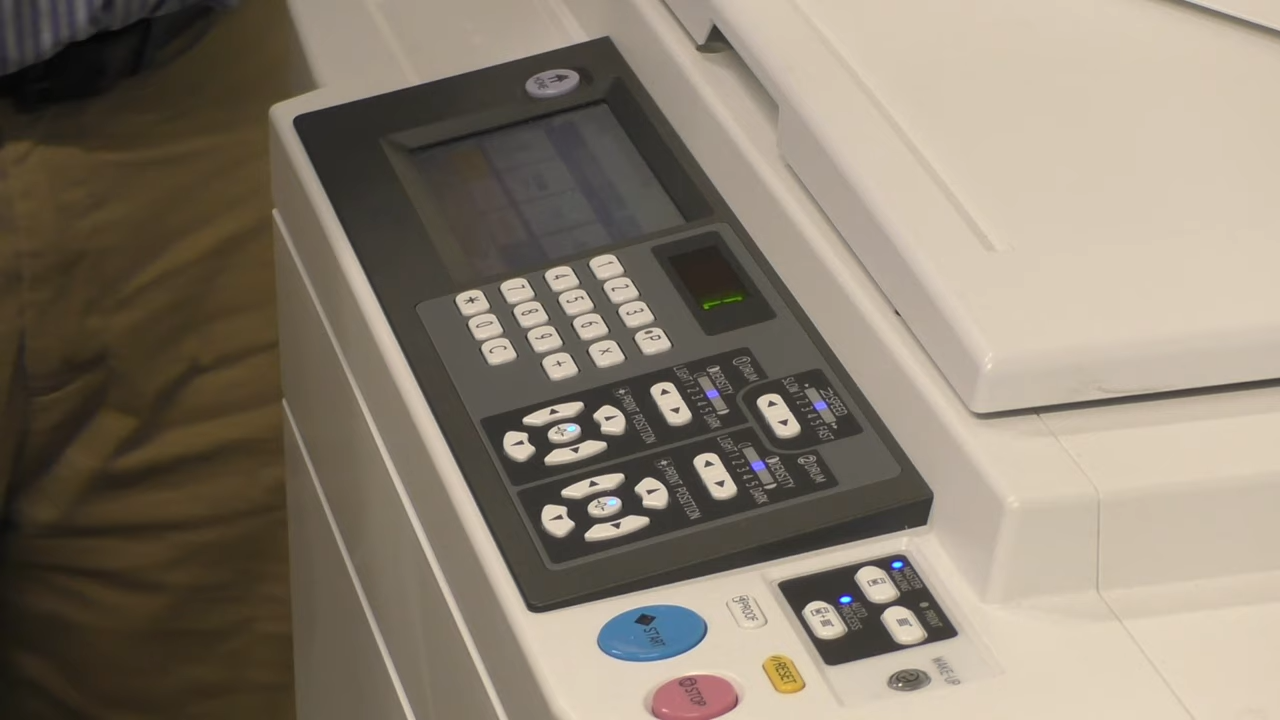 HOME
1 2 3
4 5 6
7 8 9
* 0 C
+ × *P
① DRUM
DENSITY
LIGHT 1 2 3 4 5 DARK
PRINT POSITION
SPEED
SLOW 1 2 3 4 5 FAST
② DRUM
DENSITY
LIGHT 1 2 3 4 5 DARK
PRINT POSITION
START
PROOF
STOP
RESET
MASTER
MAKING
AUTO
PROCESS
PRINT
WAKE-UP